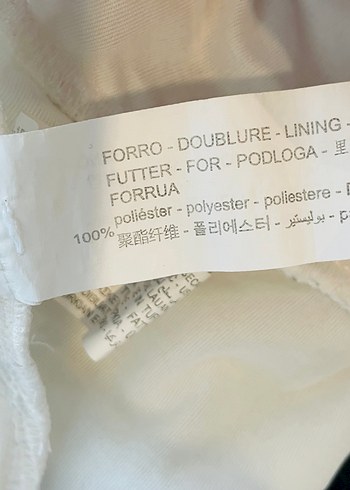 FORRO - DOUBLURE - LINING -
FUTTER - FOR - PODLOGA - 里
FORRUA
poliéster - polyester - poliestere -
100% 聚酯纤维 - 폴리에스터 - بوليستير -